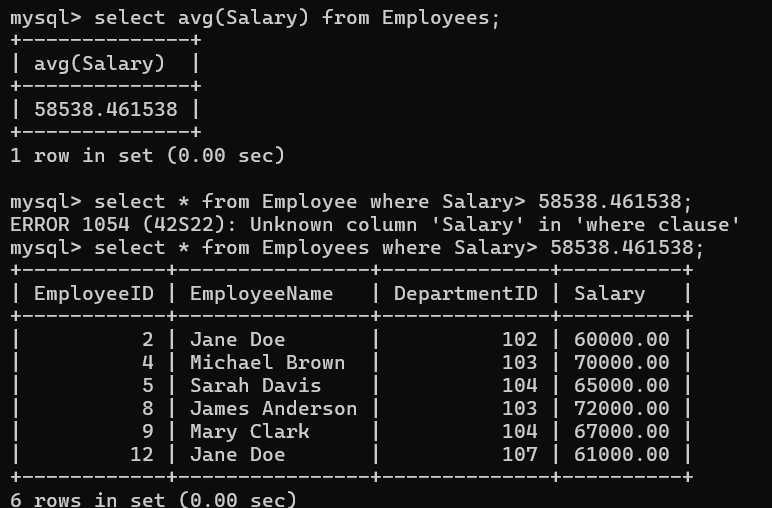 mysql> select avg(Salary) from Employees;
+--------------+
| avg(Salary)  |
+--------------+
| 58538.461538 |
+--------------+
1 row in set (0.00 sec)

mysql> select * from Employee where Salary> 58538.461538;
ERROR 1054 (42S22): Unknown column 'Salary' in 'where clause'
mysql> select * from Employees where Salary> 58538.461538;
+------------+----------------+--------------+----------+
| EmployeeID | EmployeeName   | DepartmentID | Salary   |
+------------+----------------+--------------+----------+
|          2 | Jane Doe       |          102 | 60000.00 |
|          4 | Michael Brown  |          103 | 70000.00 |
|          5 | Sarah Davis    |          104 | 65000.00 |
|          8 | James Anderson |          103 | 72000.00 |
|          9 | Mary Clark     |          104 | 67000.00 |
|         12 | Jane Doe       |          107 | 61000.00 |
+------------+----------------+--------------+----------+
6 rows in set (0.00 sec)